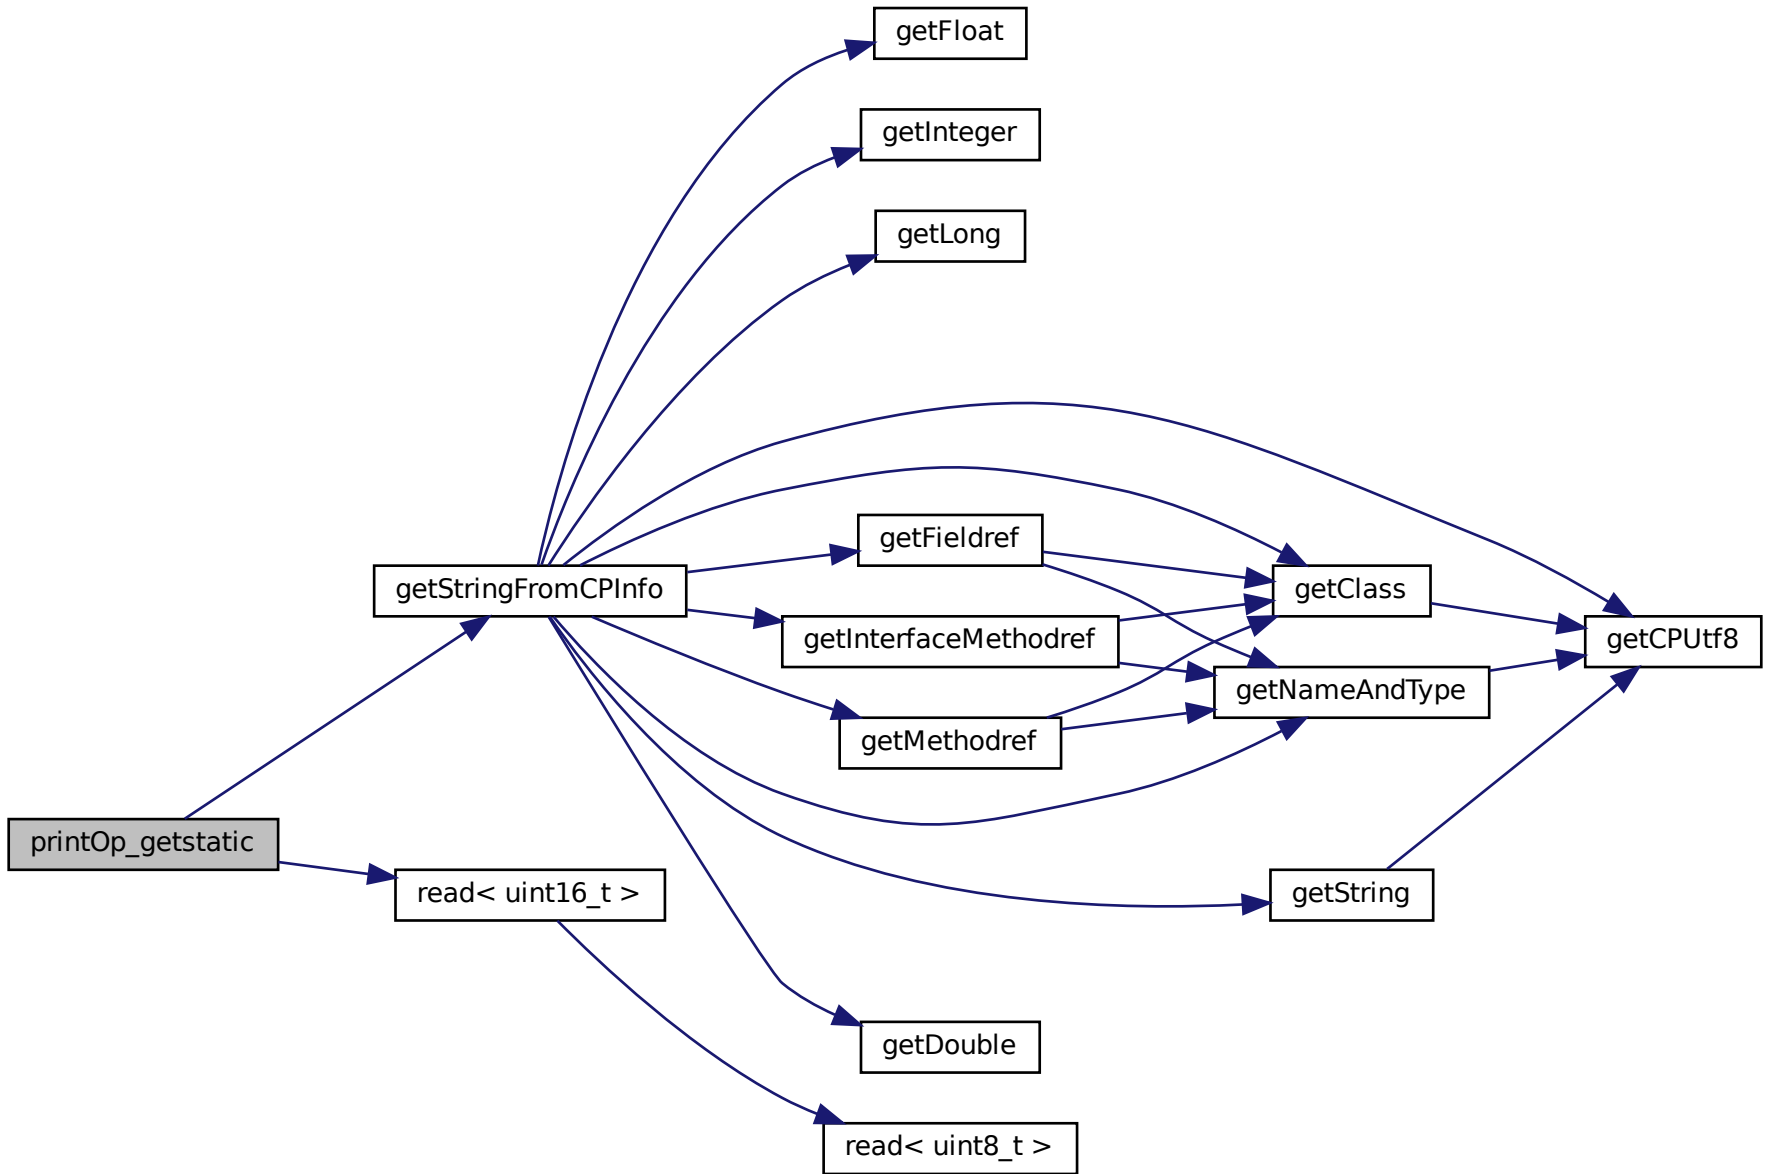 getFloat
getInteger
getLong
getFieldref
getStringFromCPInfo
getClass
getInterfaceMethodref
getCPUtf8
getNameAndType
getMethodref
printOp_getstatic
read< uint16_t >
getString
getDouble
read< uint8_t >